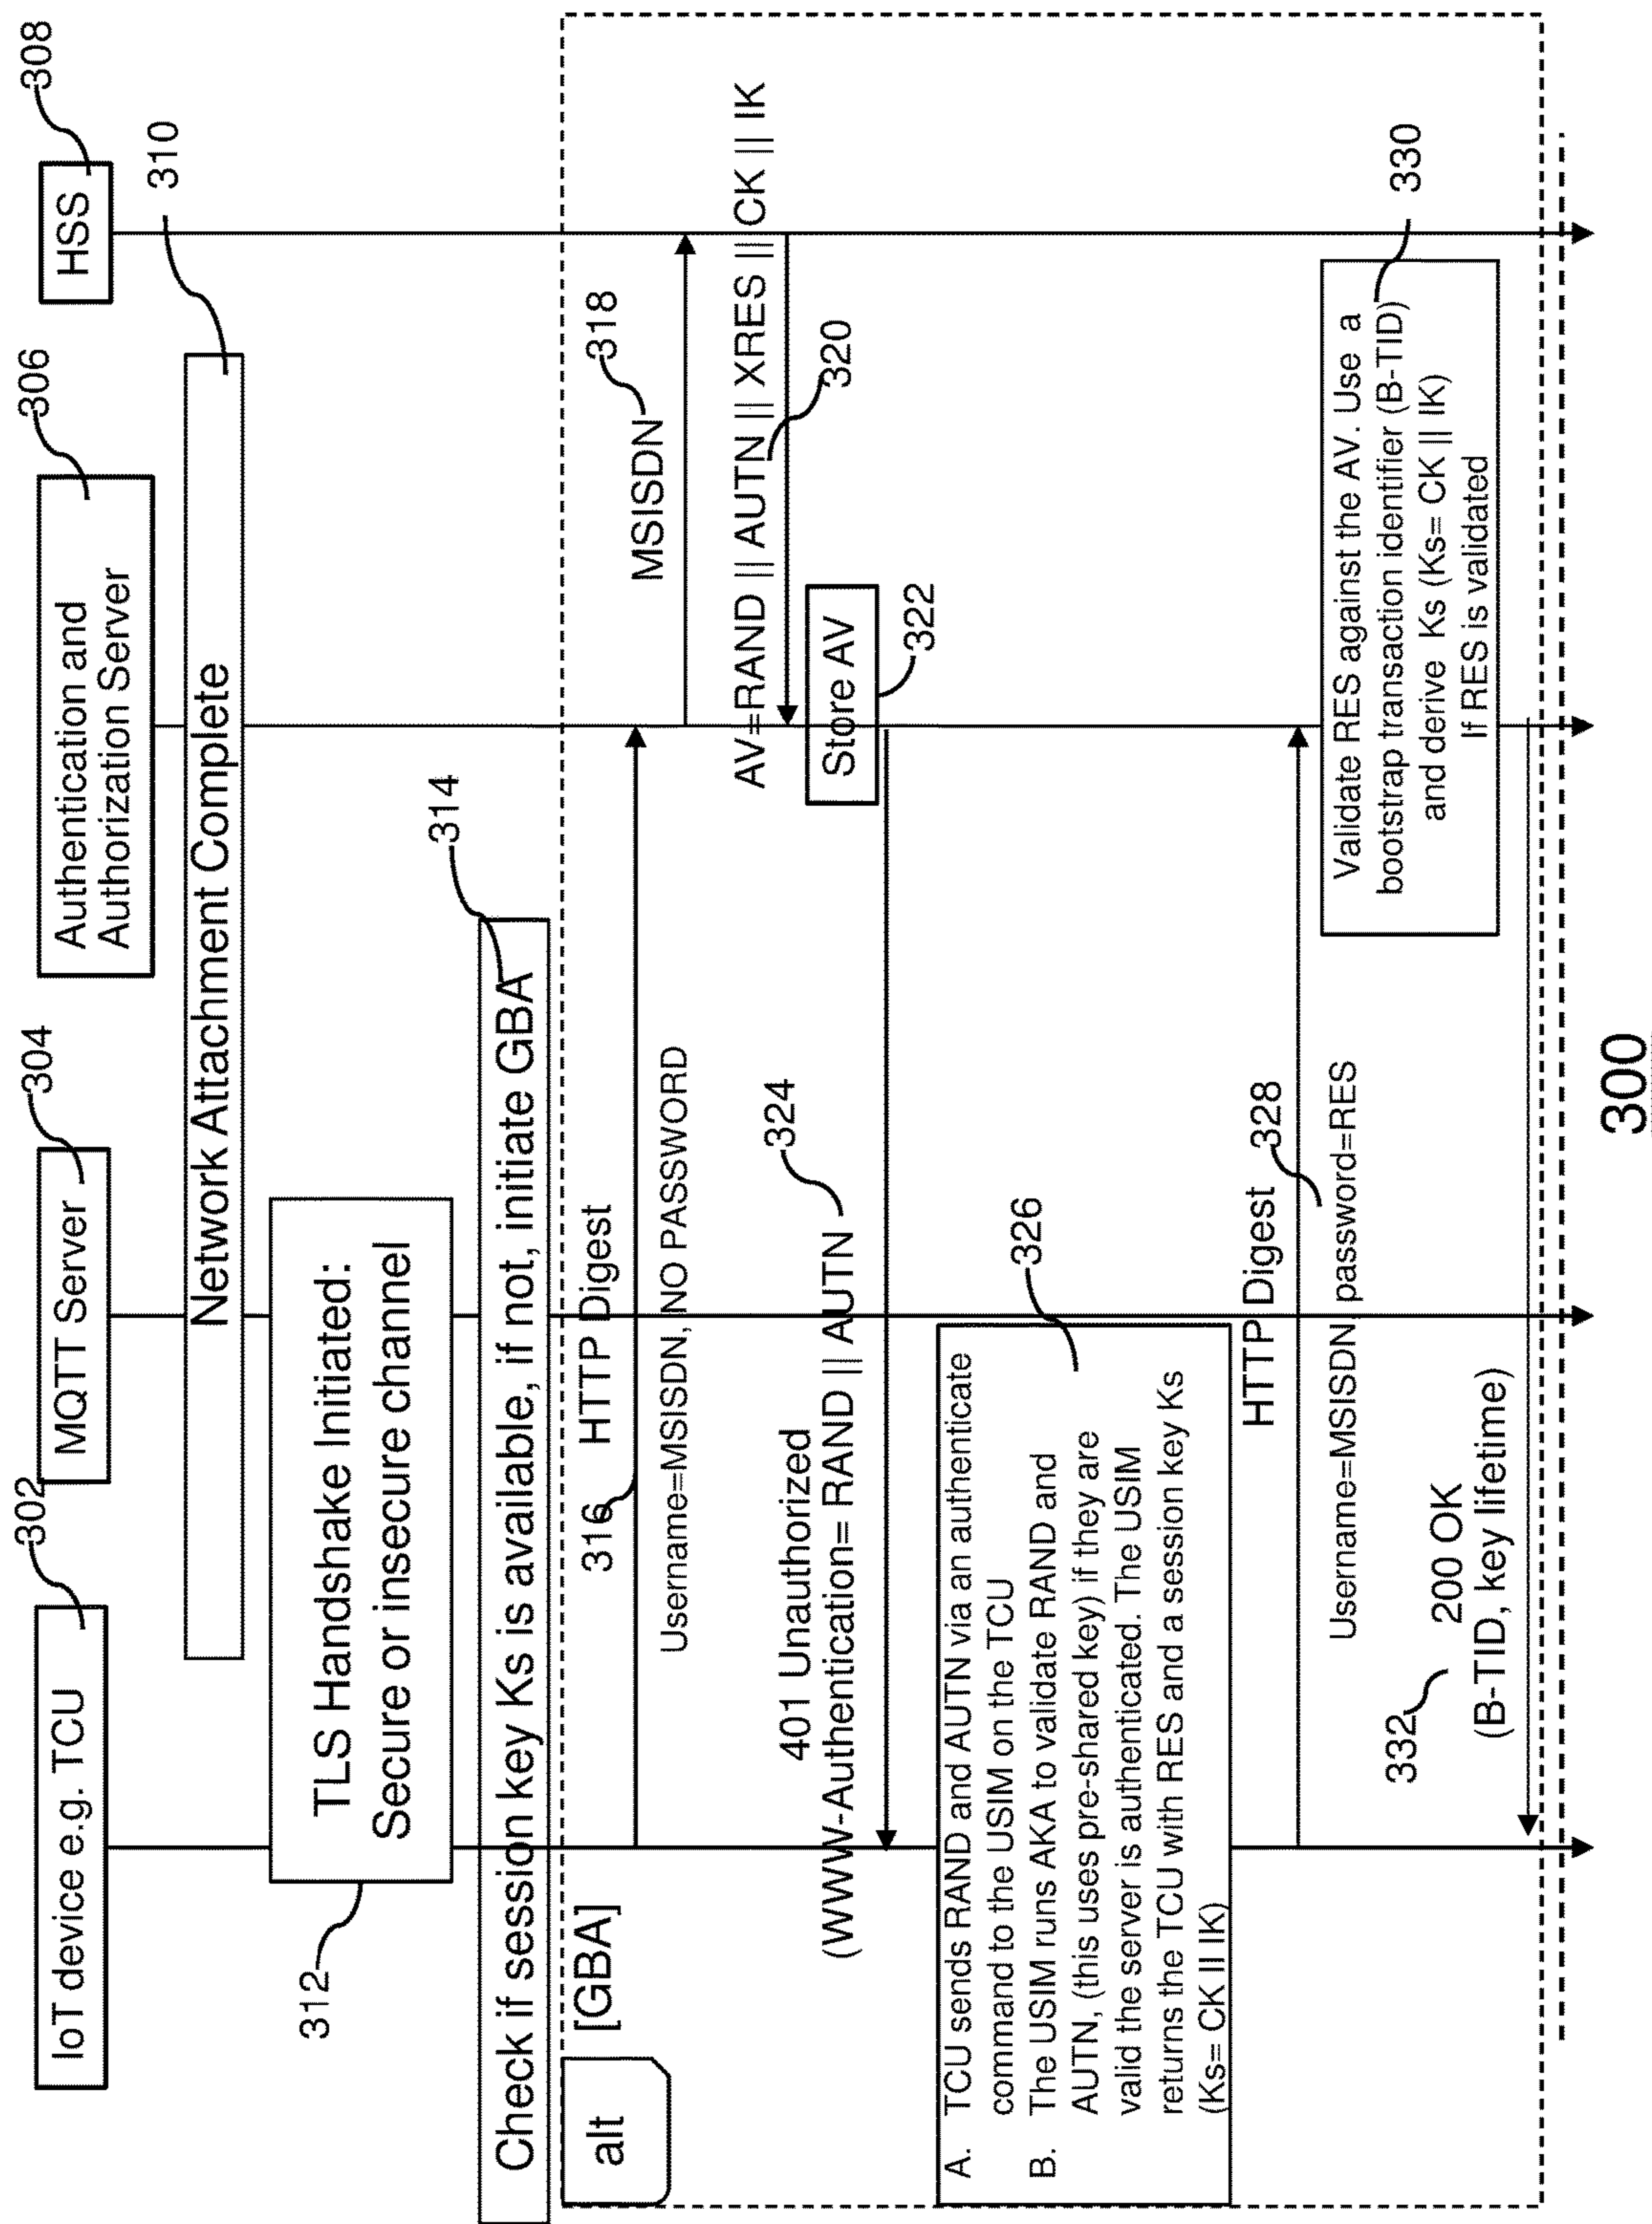 302
304
306
308
IoT device e.g. TCU
MQTT Server
Authentication and
Authorization Server
HSS
310
Network Attachment Complete
TLS Handshake Initiated:
Secure or insecure channel
312
314
Check if session key Ks is available, if not, initiate GBA
alt
[GBA]
316
HTTP Digest
Username=MSISDN, NO PASSWORD
MSISDN
318
AV=RAND || AUTN || XRES || CK || IK
320
Store AV
322
401 Unauthorized
324
(WWW-Authentication= RAND || AUTN
326
A. TCU sends RAND and AUTN via an authenticate
command to the USIM on the TCU
B. The USIM runs AKA to validate RAND and
AUTN, (this uses pre-shared key) if they are
valid the server is authenticated. The USIM
returns the TCU with RES and a session key Ks
(Ks= CK || IK)
HTTP Digest
328
Username=MSISDN, password=RES
330
Validate RES against the AV. Use a
bootstrap transaction identifier (B-TID)
and derive Ks (Ks= CK || IK)
If RES is validated
332
200 OK
(B-TID, key lifetime)
300